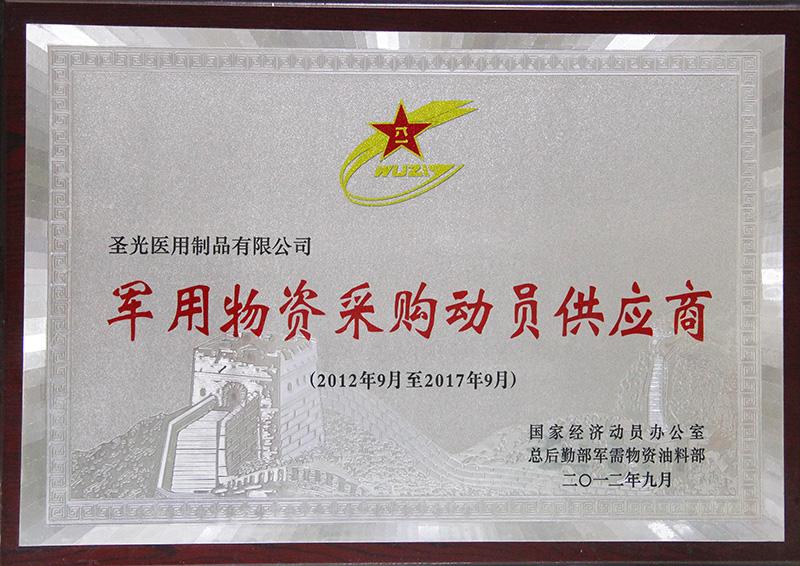 八一
WUZI
圣光医用制品有限公司
军用物资采购动员供应商
(2012年9月至2017年9月)
国家经济动员办公室
总后勤部军需物资油料部
二〇一二年九月